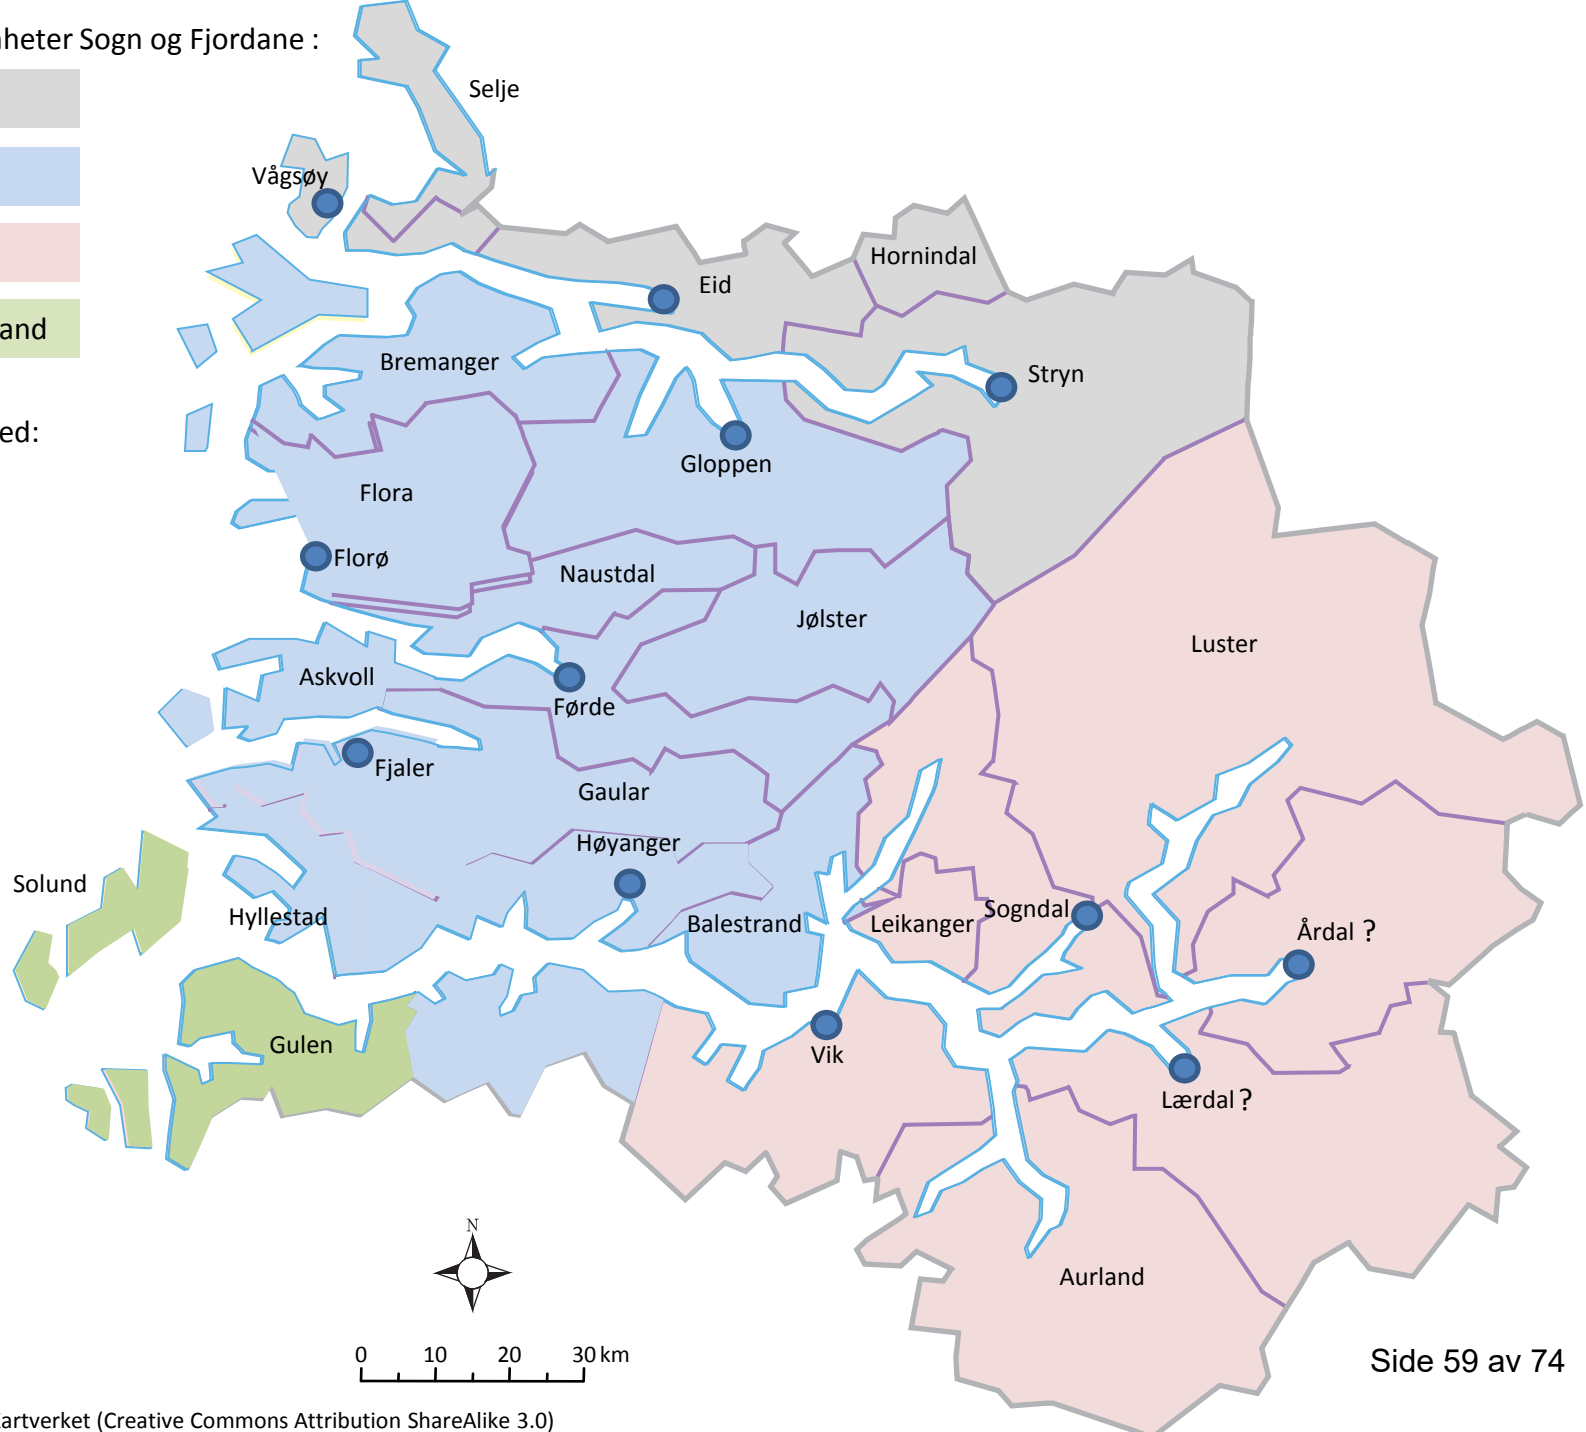 heter Sogn og Fjordane :
and
ed:
Selje
Vågsøy
Hornindal
Eid
Bremanger
Stryn
Gloppen
Flora
Florø
Naustdal
Jølster
Luster
Askvoll
Førde
Fjaler
Gaular
Høyanger
Solund
Hyllestad
Balestrand
Leikanger
Sogndal
Årdal ?
Gulen
Vik
Lærdal ?
Aurland
N
0 10 20 30 km
Side 59 av 74
artverket (Creative Commons Attribution ShareAlike 3.0)